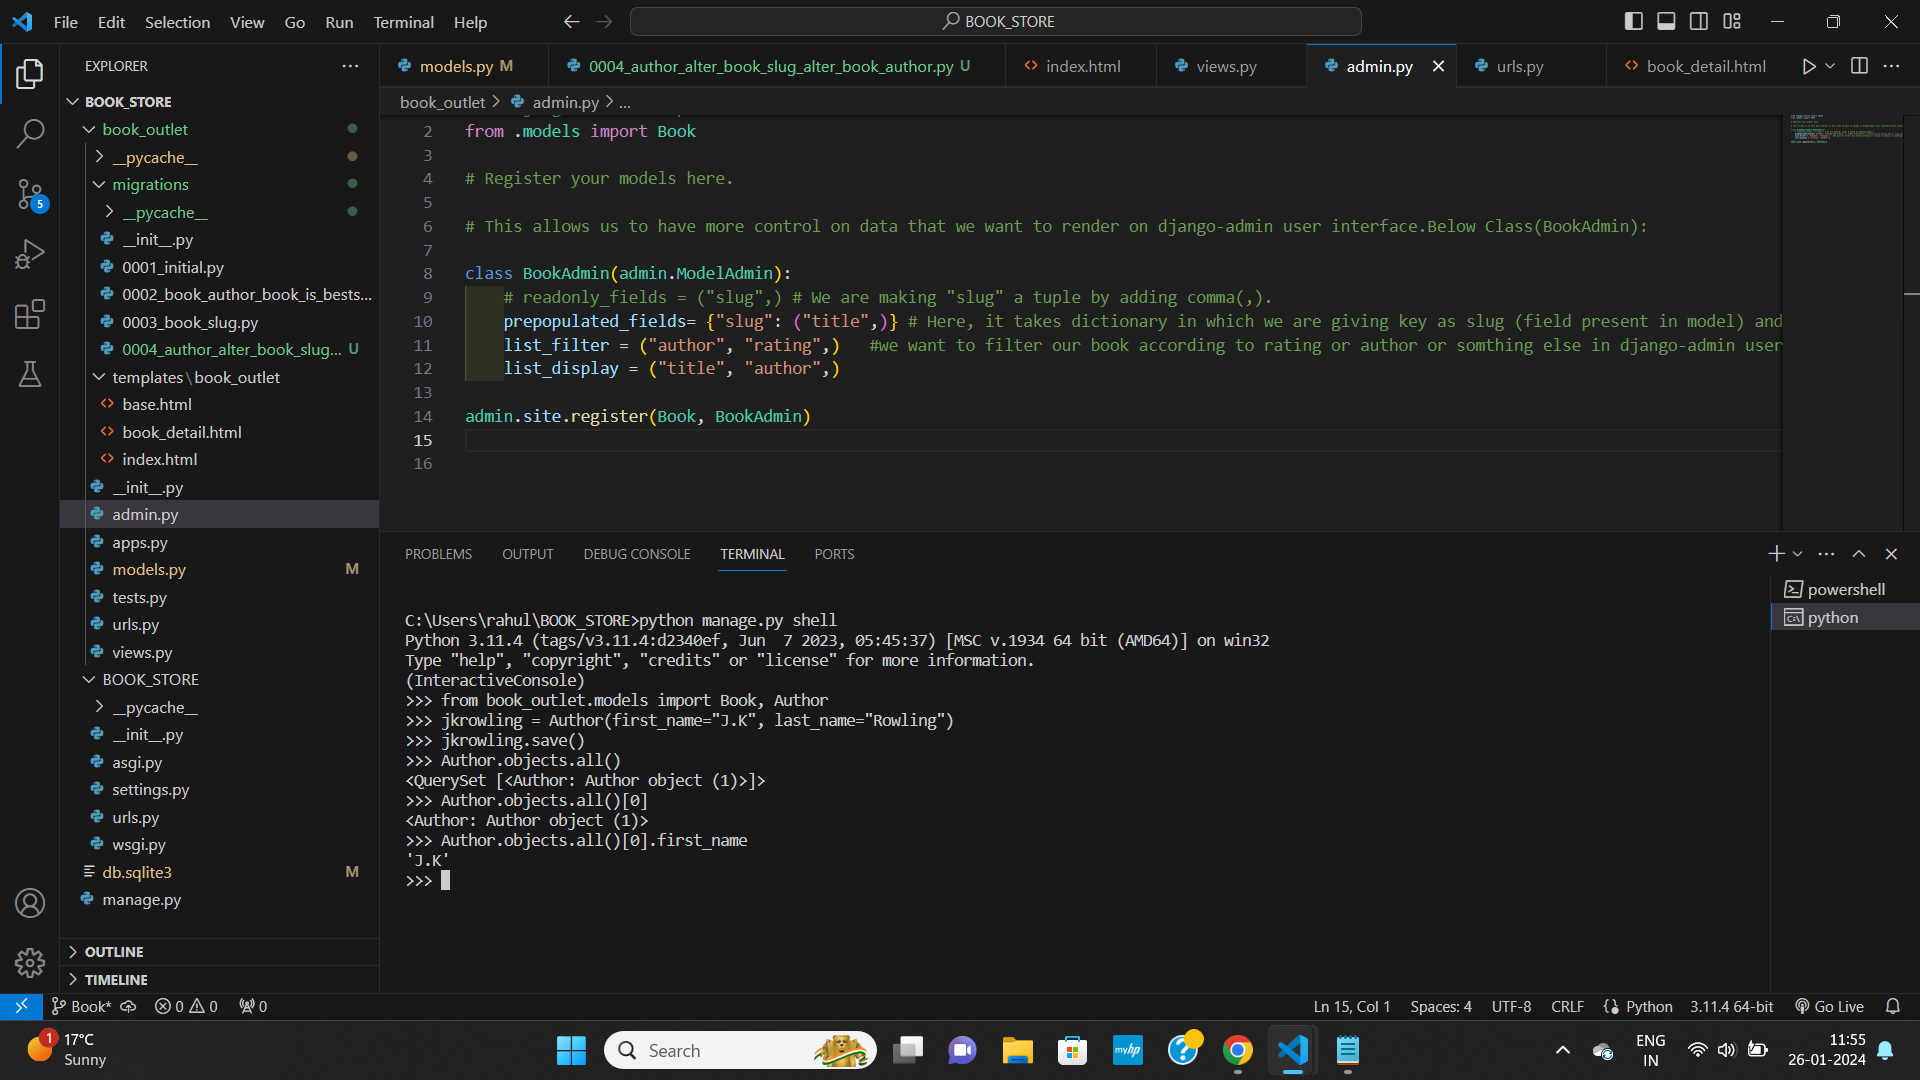 File Edit Selection View Go Run Terminal Help
BOOK_STORE
EXPLORER
BOOK_STORE
book_outlet
__pycache__
migrations
__pycache__
__init__.py
0001_initial.py
0002_book_author_book_is_bests...
0003_book_slug.py
0004_author_alter_book_slug... U
templates\book_outlet
base.html
book_detail.html
index.html
__init__.py
admin.py
apps.py
models.py M
tests.py
urls.py
views.py
BOOK_STORE
__pycache__
__init__.py
asgi.py
settings.py
urls.py
wsgi.py
db.sqlite3 M
manage.py
OUTLINE
TIMELINE
5
models.py M
0004_author_alter_book_slug_alter_book_author.py U
index.html
views.py
admin.py
urls.py
book_detail.html
book_outlet > admin.py > ...
2 from .models import Book
3
4 # Register your models here.
5
6 # This allows us to have more control on data that we want to render on django-admin user interface.Below Class(BookAdmin):
7
8 class BookAdmin(admin.ModelAdmin):
9 # readonly_fields = ("slug",) # We are making "slug" a tuple by adding comma(,).
10 prepopulated_fields= {"slug": ("title",)} # Here, it takes dictionary in which we are giving key as slug (field present in model) and
11 list_filter = ("author", "rating",) #we want to filter our book according to rating or author or somthing else in django-admin user
12 list_display = ("title", "author",)
13
14 admin.site.register(Book, BookAdmin)
15
16
PROBLEMS OUTPUT DEBUG CONSOLE TERMINAL PORTS
powershell
python
C:\Users\rahul\BOOK_STORE>python manage.py shell
Python 3.11.4 (tags/v3.11.4:d2340ef, Jun  7 2023, 05:45:37) [MSC v.1934 64 bit (AMD64)] on win32
Type "help", "copyright", "credits" or "license" for more information.
(InteractiveConsole)
>>> from book_outlet.models import Book, Author
>>> jkrowling = Author(first_name="J.K", last_name="Rowling")
>>> jkrowling.save()
>>> Author.objects.all()
<QuerySet [<Author: Author object (1)>]>
>>> Author.objects.all()[0]
<Author: Author object (1)>
>>> Author.objects.all()[0].first_name
'J.K'
>>>
Book* 0 0 0
Ln 15, Col 1 Spaces: 4 UTF-8 CRLF Python 3.11.4 64-bit Go Live
1
17°C
Sunny
Search
myhp
ENG
IN
11:55
26-01-2024